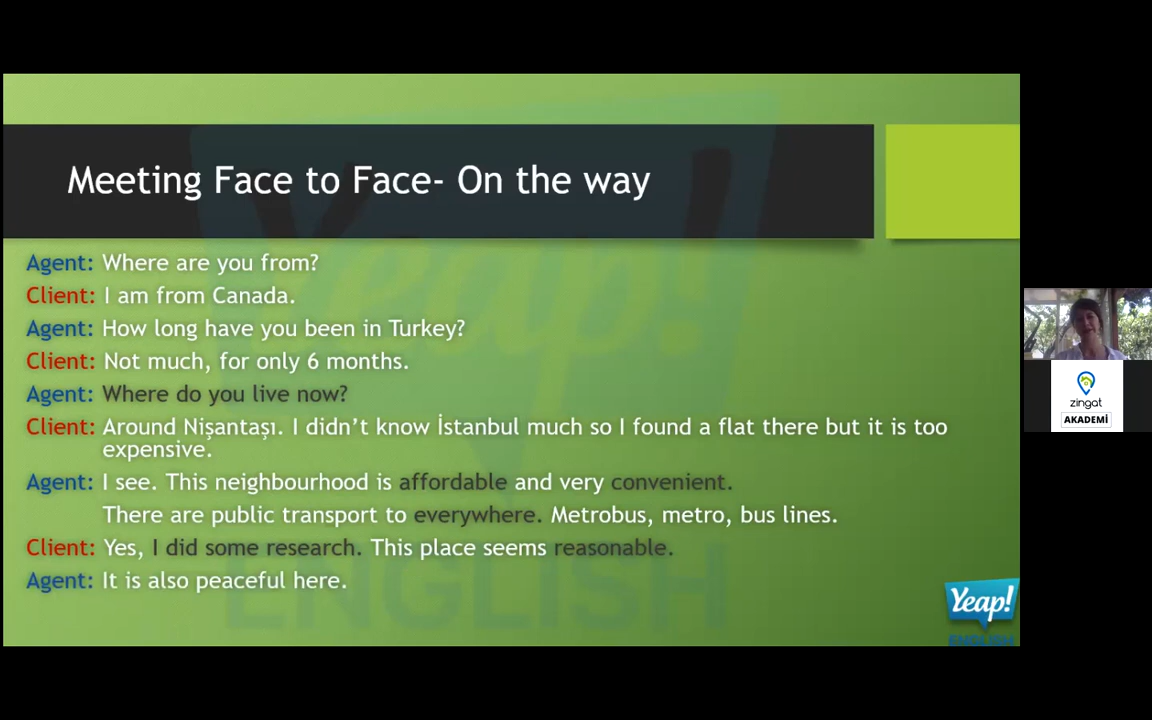 Meeting Face to Face- On the way
Agent: Where are you from?
Client: I am from Canada.
Agent: How long have you been in Turkey?
Client: Not much, for only 6 months.
Agent: Where do you live now?
Client: Around Nişantaşı. I didn't know İstanbul much so I found a flat there but it is too
expensive.
Agent: I see. This neighbourhood is affordable and very convenient.
There are public transport to everywhere. Metrobus, metro, bus lines.
Client: Yes, I did some research. This place seems reasonable.
Agent: It is also peaceful here.
Yeap!
ENGLISH
Yeap!
ENGLISH
zingat
AKADEMİ